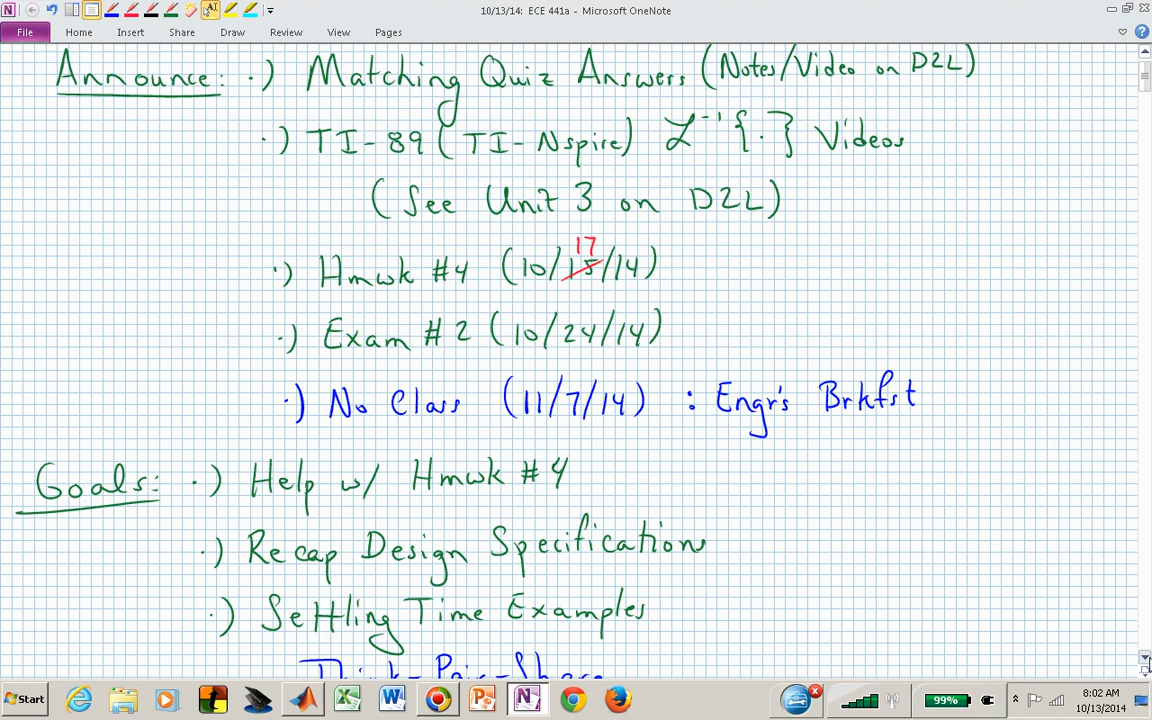 10/13/14: ECE 441a - Microsoft OneNote
File Home Insert Share Draw Review View Pages
Announce: ·) Matching Quiz Answers (Notes/Video on D2L)
·) TI-89 (TI-Nspire) ℒ⁻¹{·} Videos
(See Unit 3 on D2L)
17
·) Hmwk #4 (10/15/14)
·) Exam #2 (10/24/14)
·) No Class (11/7/14) : Engr's Brkfst
Goals: ·) Help w/ Hmwk #4
·) Recap Design Specifications
·) Settling Time Examples
Think-Pair-Share
Start 99% 8:02 AM
10/13/2014